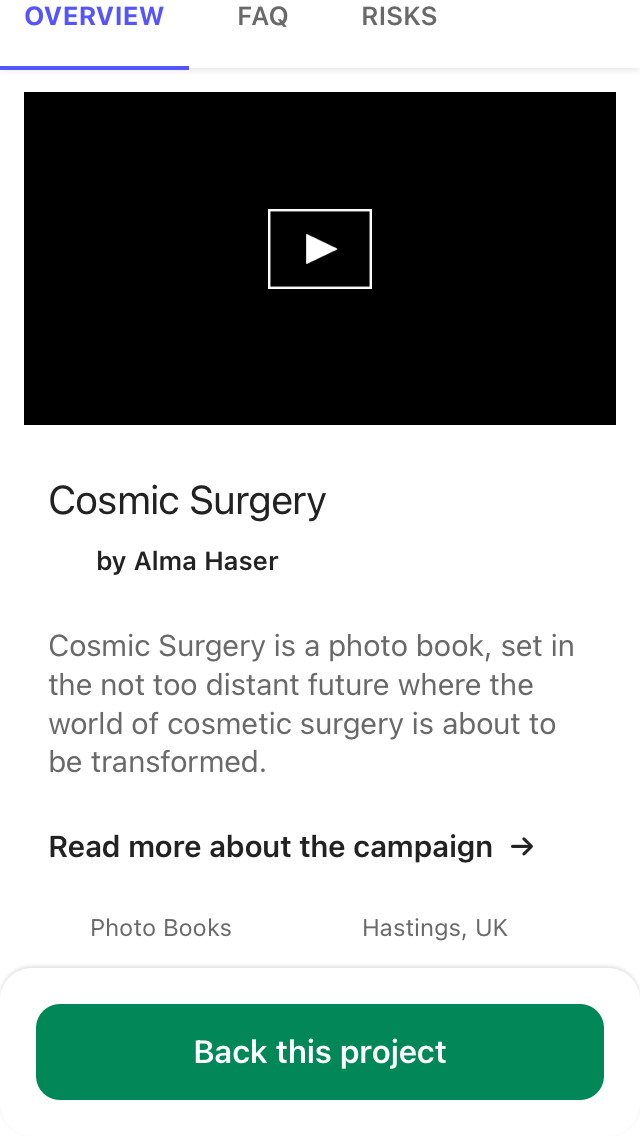 OVERVIEW FAQ RISKS
Cosmic Surgery
by Alma Haser
Cosmic Surgery is a photo book, set in
the not too distant future where the
world of cosmetic surgery is about to
be transformed.
Read more about the campaign →
Photo Books Hastings, UK
Back this project